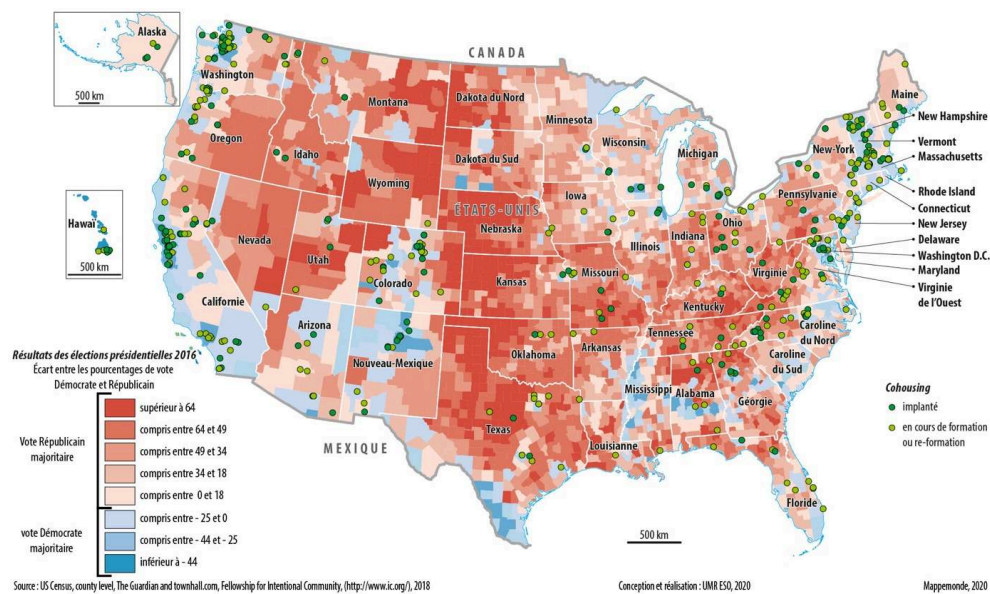 Alaska
500 km
CANADA
Washington
Montana
Dakota du Nord
Minnesota
Maine
New Hampshire
Oregon
Idaho
Dakota du Sud
Wisconsin
Michigan
New-York
Vermont
Massachusetts
Wyoming
Iowa
Pennsylvanie
Rhode Island
Hawaï
ÉTATS-UNIS
Connecticut
Nebraska
Ohio
New Jersey
Nevada
Indiana
Illinois
Delaware
500 km
Utah
Colorado
Kansas
Missouri
Virginie
Washington D.C.
Maryland
Virginie
de l'Ouest
Californie
Kentucky
Arizona
Oklahoma
Tennessee
Caroline
du Nord
Nouveau-Mexique
Arkansas
Caroline
du Sud
Mississippi
Alabama
Géorgie
Texas
Louisianne
MEXIQUE
Floride
500 km
Résultats des élections présidentielles 2016
Écart entre les pourcentages de vote
Démocrate et Républicain
Vote Républicain
majoritaire
supérieur à 64
compris entre 64 et 49
compris entre 49 et 34
compris entre 34 et 18
compris entre 0 et 18
vote Démocrate
majoritaire
compris entre - 25 et 0
compris entre - 44 et - 25
inférieur à - 44
Cohousing
implanté
en cours de formation
ou re-formation
Source : US Census, county level, The Guardian and townhall.com, Fellowship for Intentional Community, (http://www.ic.org/), 2018
Conception et réalisation : UMR ESO, 2020
Mappemonde, 2020